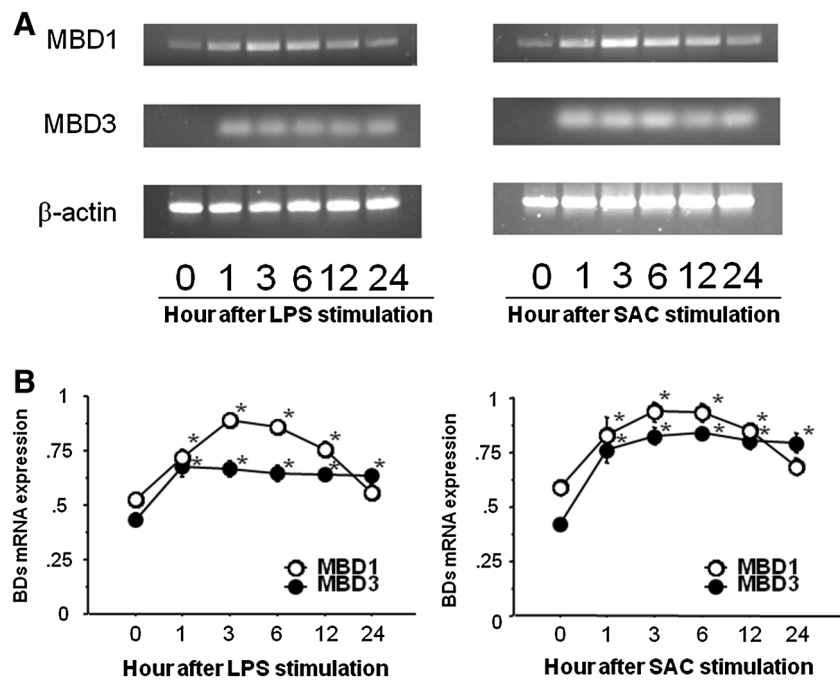 A
MBD1
MBD3
β-actin
0 1 3 6 12 24
Hour after LPS stimulation
0 1 3 6 12 24
Hour after SAC stimulation
B
BDs mRNA expression
1
.75
.5
.25
0
* * * *
* * * * *
MBD1
MBD3
0 1 3 6 12 24
Hour after LPS stimulation
BDs mRNA expression
1
.75
.5
.25
0
* * * *
* * * * *
MBD1
MBD3
0 1 3 6 12 24
Hour after SAC stimulation